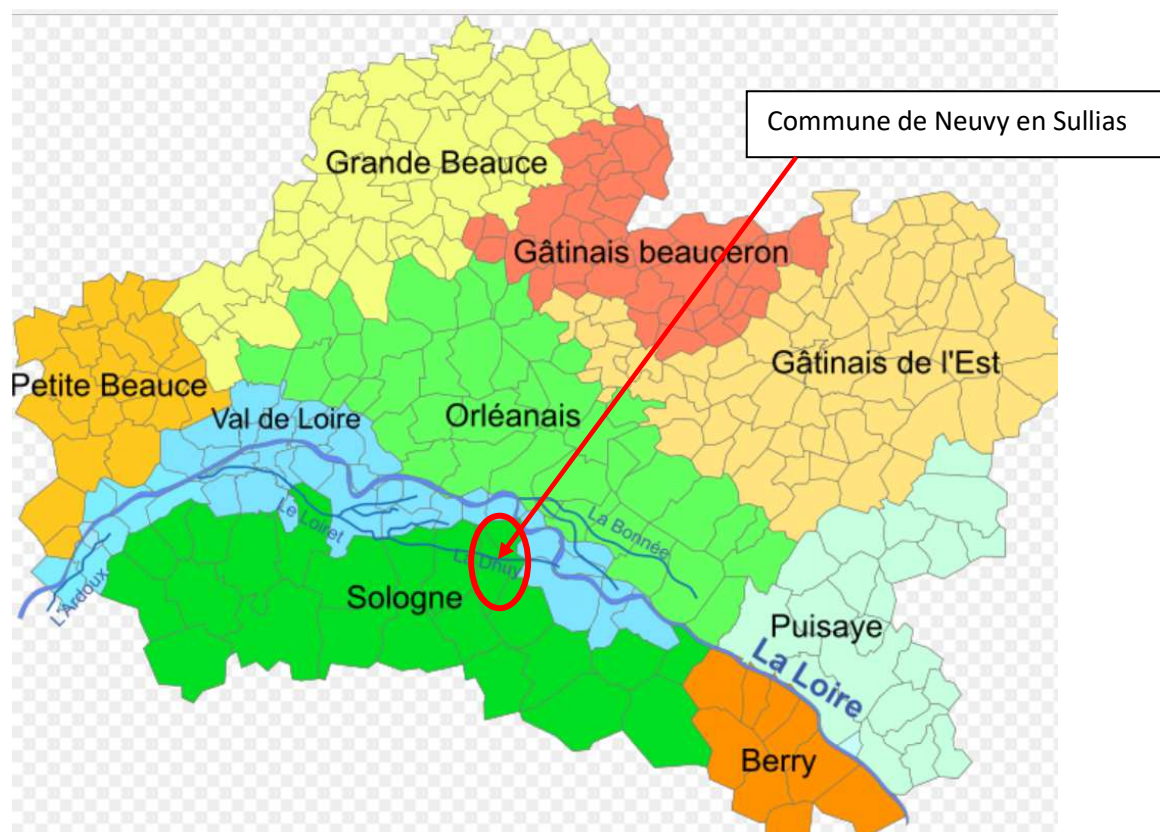 Commune de Neuvy en Sullias
Grande Beauce
Gâtinais beauceron
Gâtinais de l'Est
Petite Beauce
Val de Loire
Orléanais
La Bonnée
Le Loiret
La Dhuy
L'Ardoux
Sologne
Puisaye
La Loire
Berry